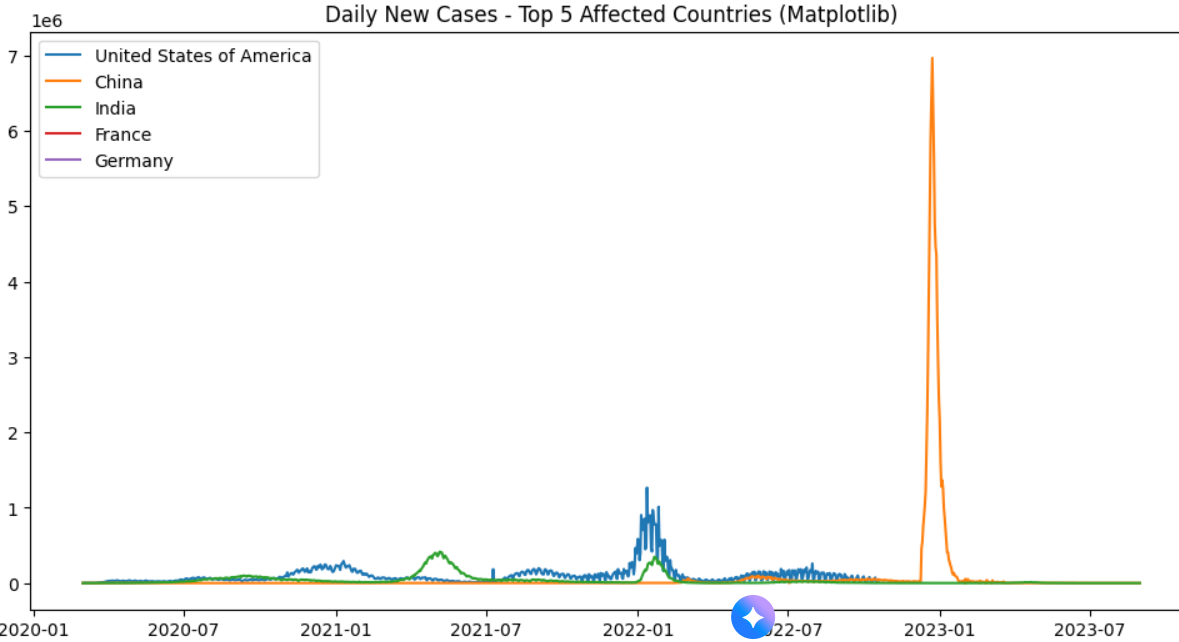 Daily New Cases - Top 5 Affected Countries (Matplotlib)
1e6
7
6
5
4
3
2
1
0
United States of America
China
India
France
Germany
2020-01 2020-07 2021-01 2021-07 2022-01 2023-01 2023-07